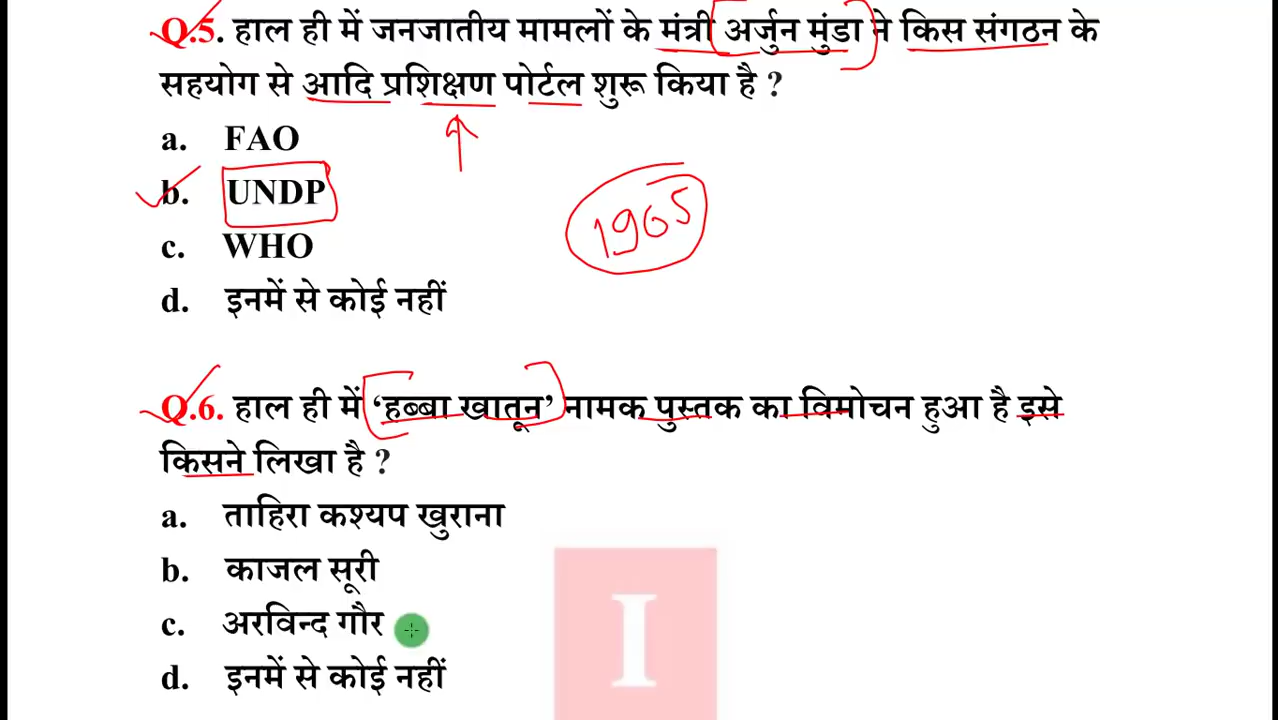 Q.5. हाल ही में जनजातीय मामलों के मंत्री अर्जुन मुंडा ने किस संगठन के
सहयोग से आदि प्रशिक्षण पोर्टल शुरू किया है ?
a. FAO
b. UNDP
1965
c. WHO
d. इनमें से कोई नहीं
Q.6. हाल ही में ‘हब्बा खातून’ नामक पुस्तक का विमोचन हुआ है इसे
किसने लिखा है ?
a. ताहिरा कश्यप खुराना
b. काजल सूरी
c. अरविन्द गौर
d. इनमें से कोई नहीं
I